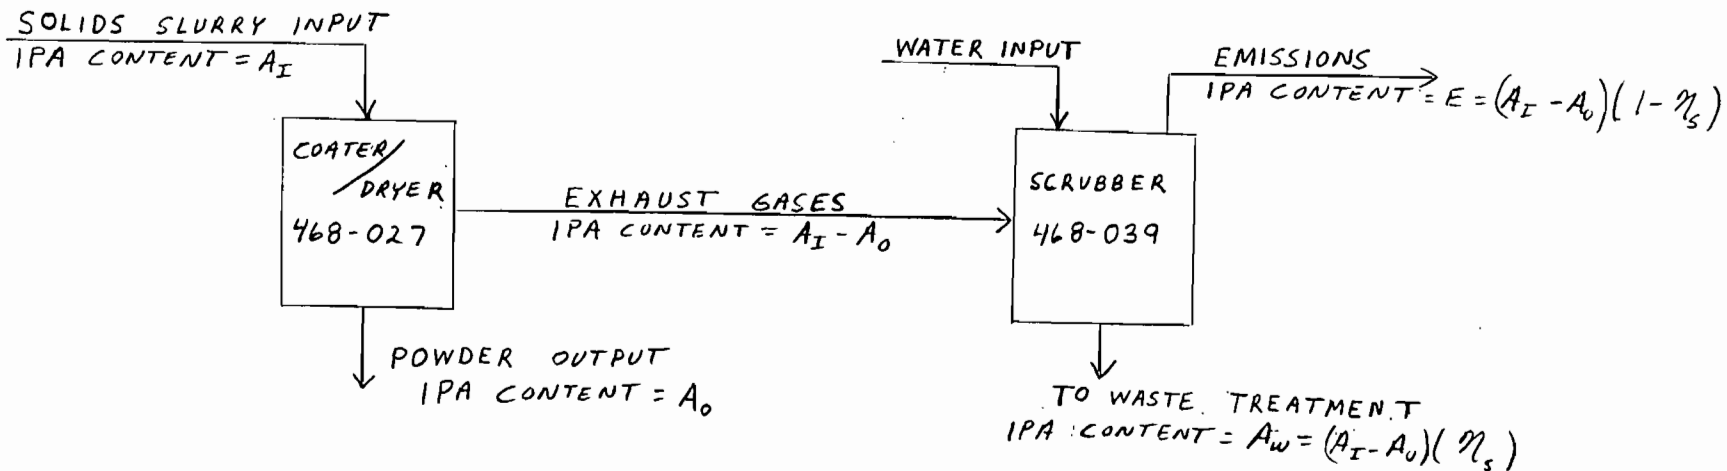 SOLIDS SLURRY INPUT
IPA CONTENT = A_I
COATER/
DRYER
468-027
POWDER OUTPUT
IPA CONTENT = A_O
EXHAUST GASES
IPA CONTENT = A_I - A_O
WATER INPUT
SCRUBBER
468-039
EMISSIONS
IPA CONTENT = E = (A_I - A_O)(1 - η_s)
TO WASTE TREATMENT
IPA CONTENT = A_W = (A_I - A_O)(η_s)